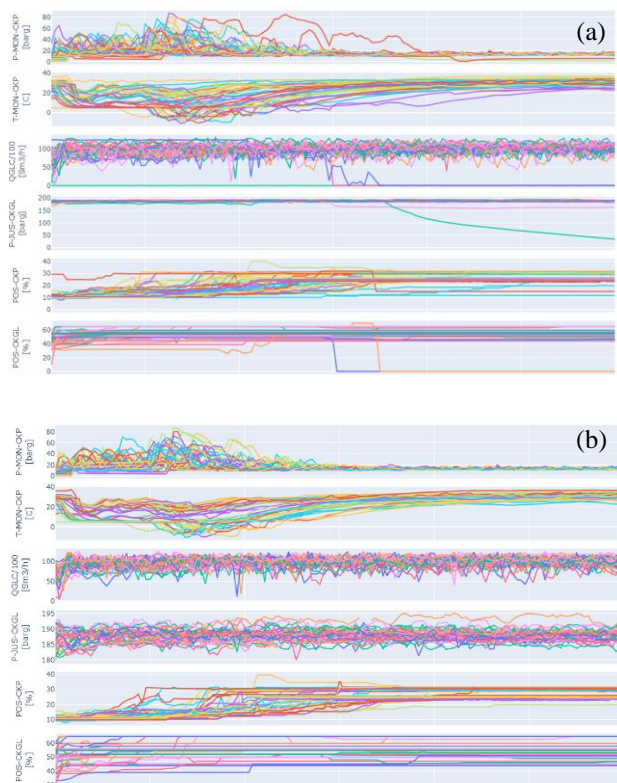 (a)
P-MON-CKP
[barg]
80
60
40
20
0
T-MON-CKP
[C]
40
20
0
QGLC/100
[Sm3/h]
100
50
0
P-JUS-CKGL
[barg]
200
150
100
50
0
POS-CKP
[%]
40
30
20
10
0
POS-CKGL
[%]
60
40
20
0
(b)
P-MON-CKP
[barg]
80
60
40
20
0
T-MON-CKP
[C]
40
20
0
QGLC/100
[Sm3/h]
100
50
0
P-JUS-CKGL
[barg]
195
190
185
180
POS-CKP
[%]
40
30
20
10
POS-CKGL
[%]
60
50
40